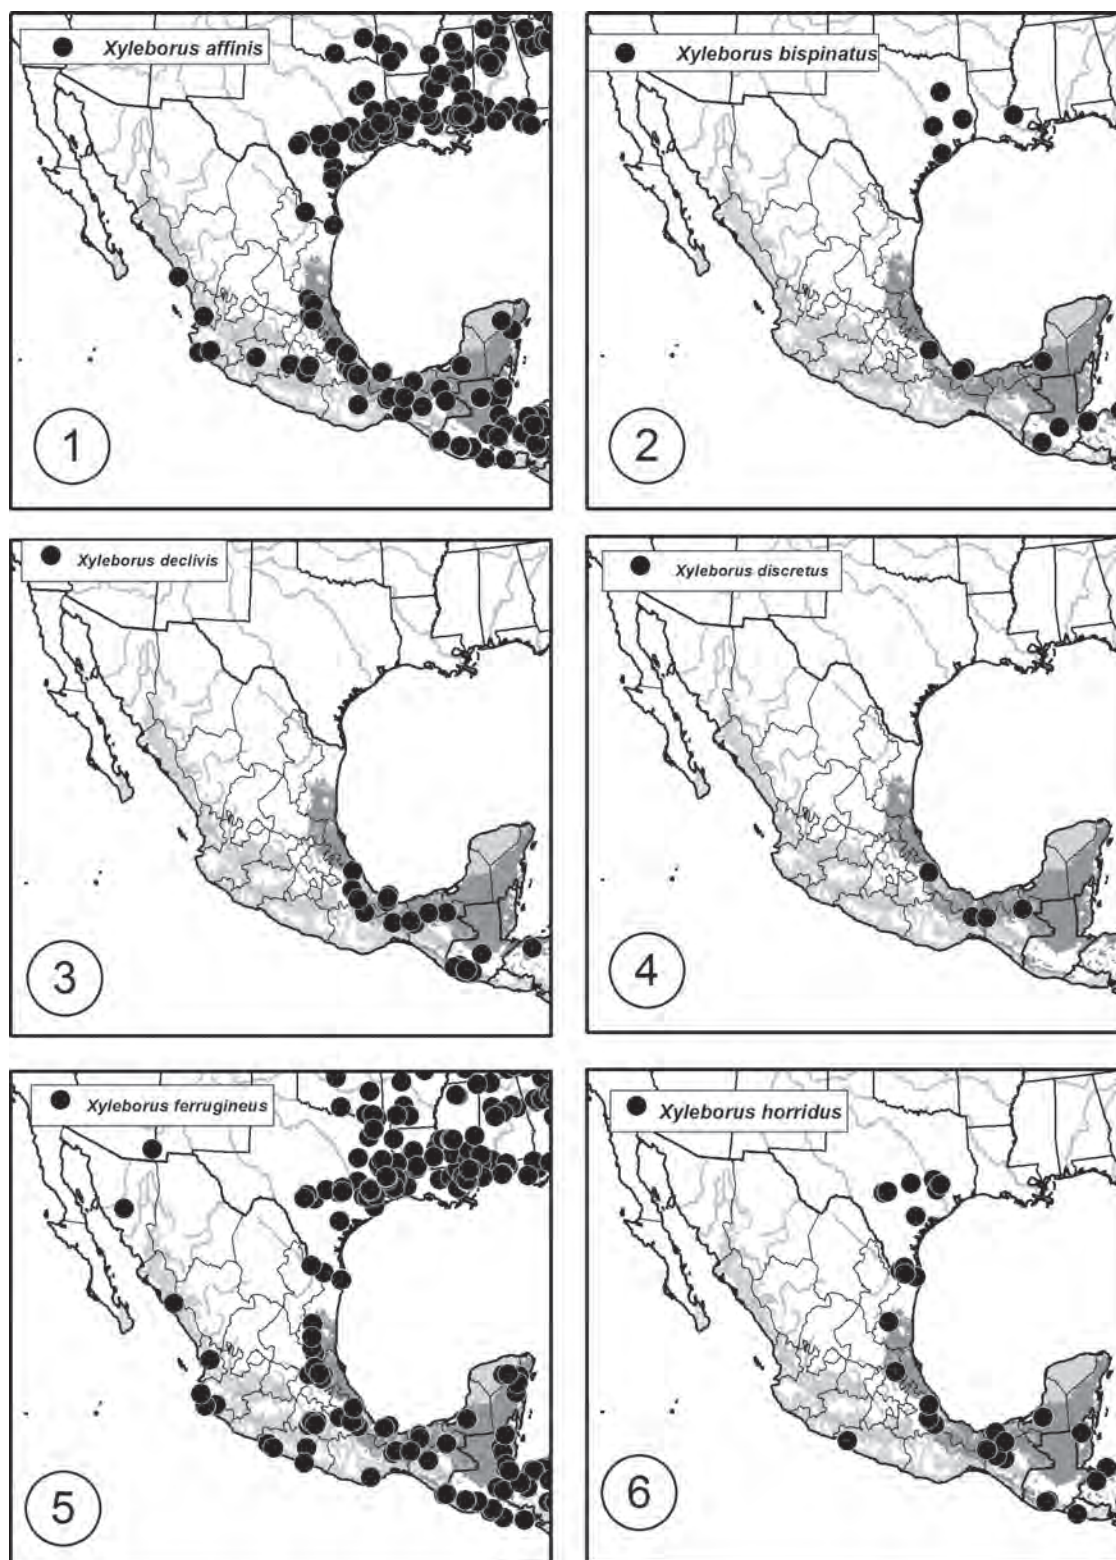 Xyleborus affinis
Xyleborus bispinatus
1
2
Xyleborus declivis
Xyleborus discretus
3
4
Xyleborus ferrugineus
Xyleborus horridus
5
6